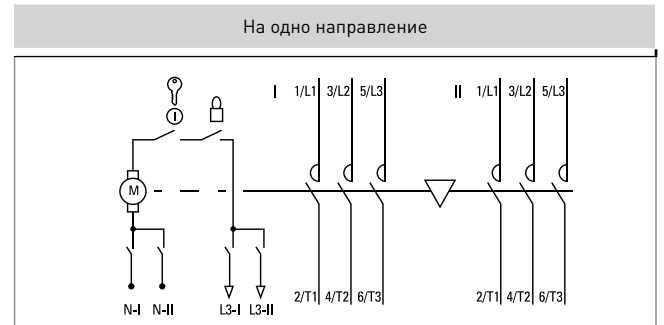 На одно направление
I 1/L1 3/L2 5/L3 II 1/L1 3/L2 5/L3
I
M
2/T1 4/T2 6/T3 2/T1 4/T2 6/T3
N-I N-II L3-I L3-II